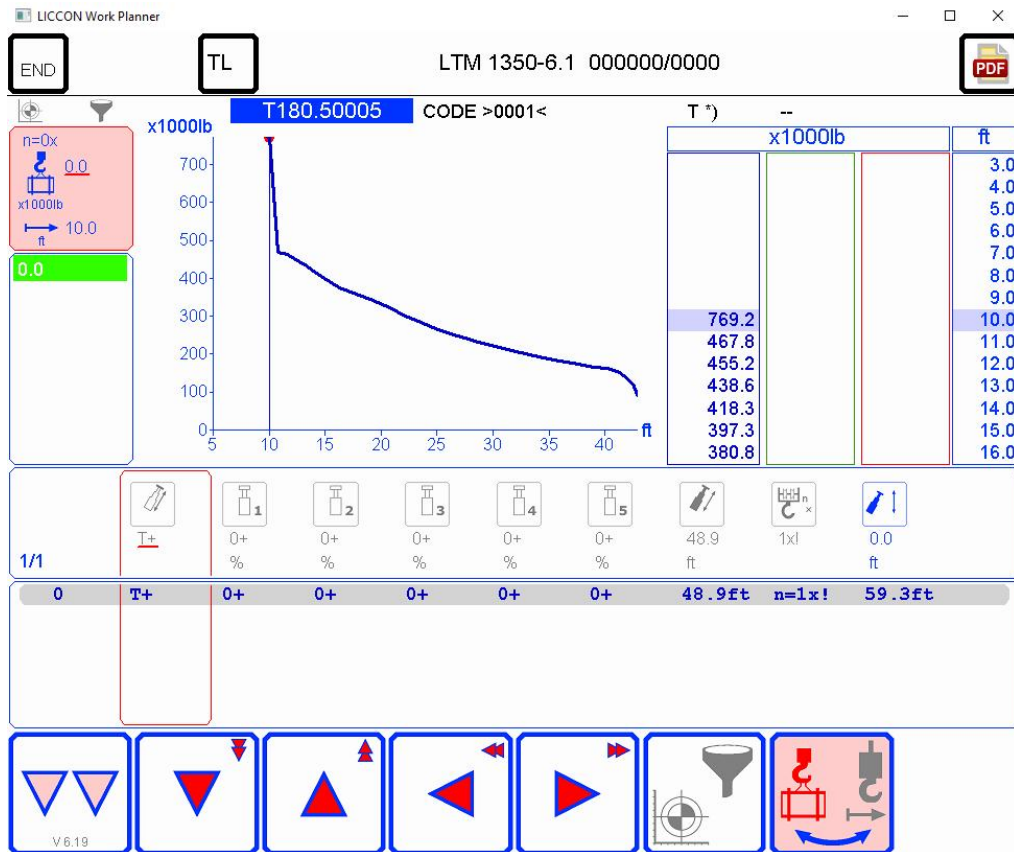 LICCON Work Planner
END
TL
LTM 1350-6.1 000000/0000
PDF
T180.50005 CODE >0001< T *) --
n=0x
0.0
x1000lb
10.0
ft
0.0
x1000lb
700
600
500
400
300
200
100
0
5 10 15 20 25 30 35 40 ft
x1000lb ft
3.0
4.0
5.0
6.0
7.0
8.0
9.0
769.2 10.0
467.8 11.0
455.2 12.0
438.6 13.0
418.3 14.0
397.3 15.0
380.8 16.0
1 2 3 4 5 n x
T+ 0+ 0+ 0+ 0+ 0+ 48.9 1x! 0.0
1/1 % % % % % ft ft
0 T+ 0+ 0+ 0+ 0+ 0+ 48.9ft n=1x! 59.3ft
V 6.19